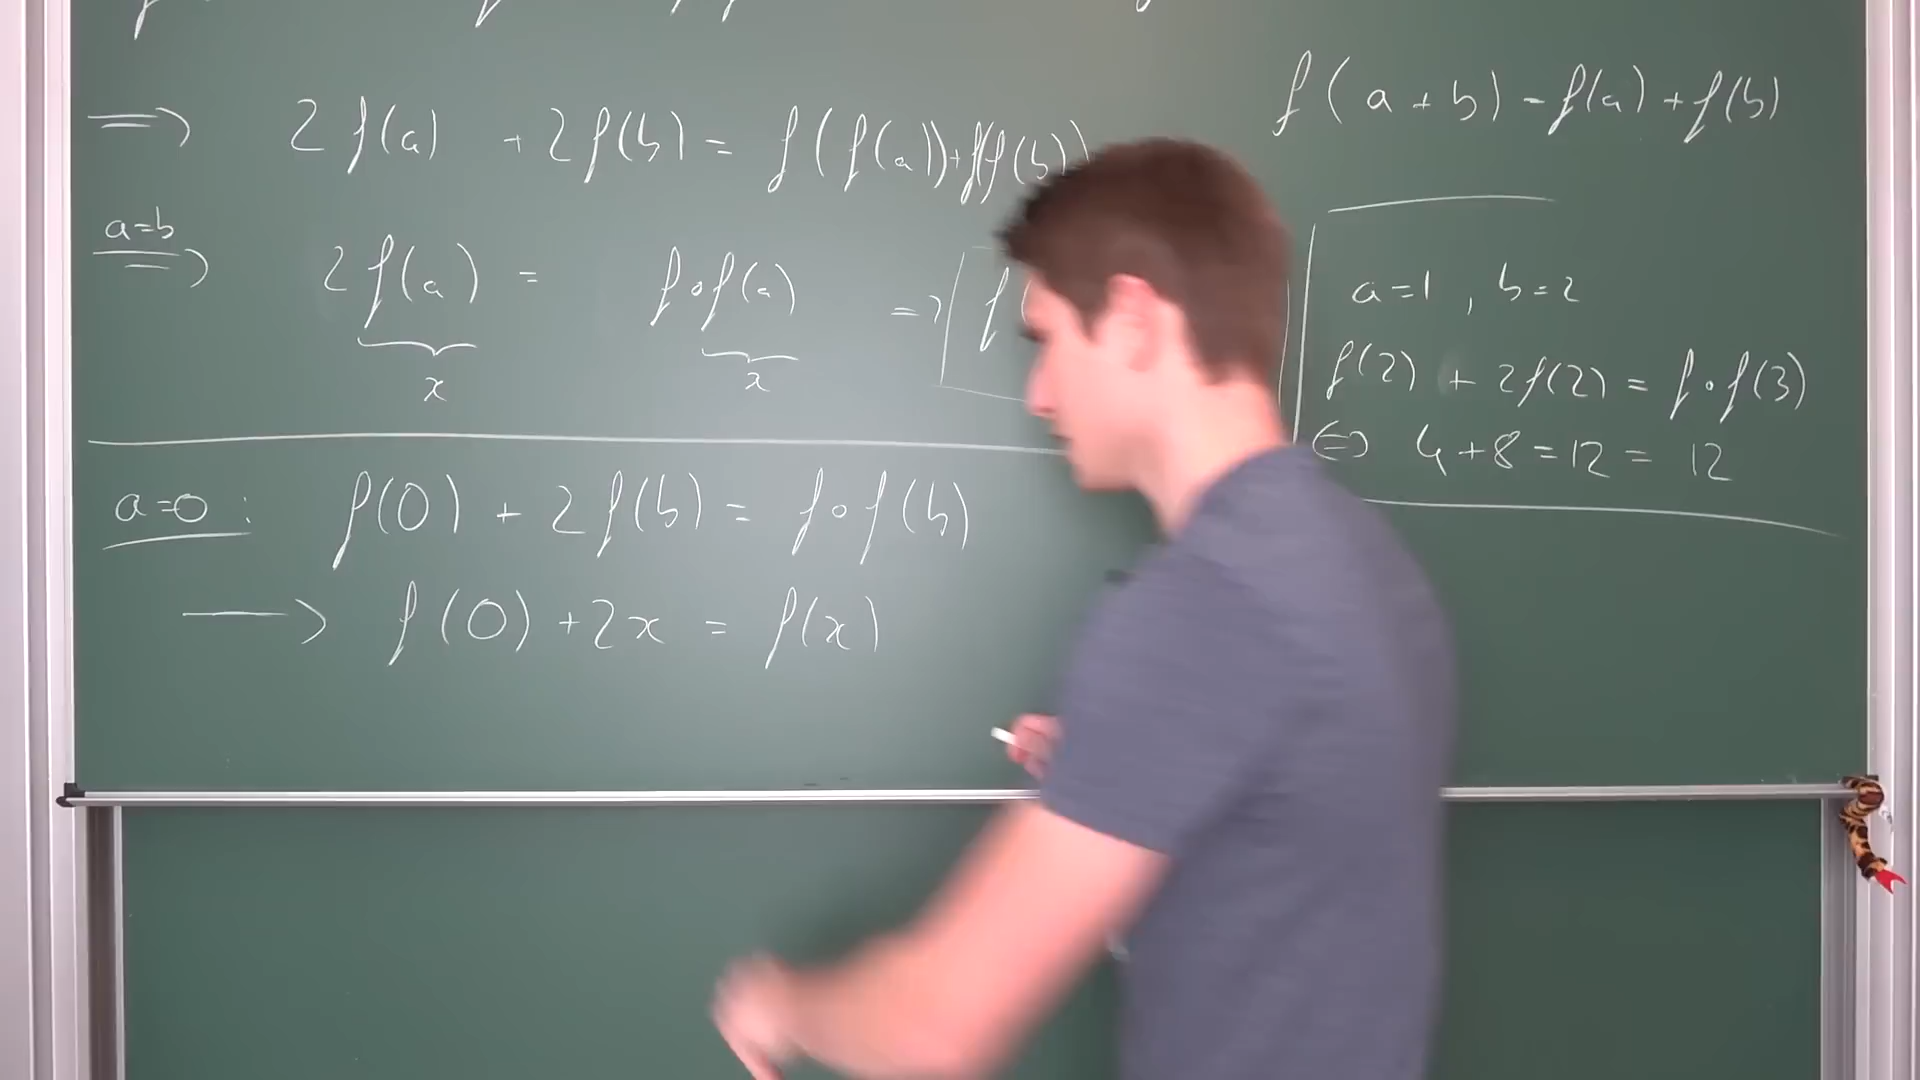 ⟹ 2f(a) + 2f(b) = f(f(a))+f(f(b))
a=b ⟹ 2f(a) = f∘f(a) => f
x x
a=0 : f(0) + 2f(b) = f∘f(b)
⟶ f(0) + 2x = f(x)
f(a+b) = f(a) + f(b)
a=1 , b=2
f(2) + 2f(2) = f∘f(3)
⟺ 4+8=12 = 12